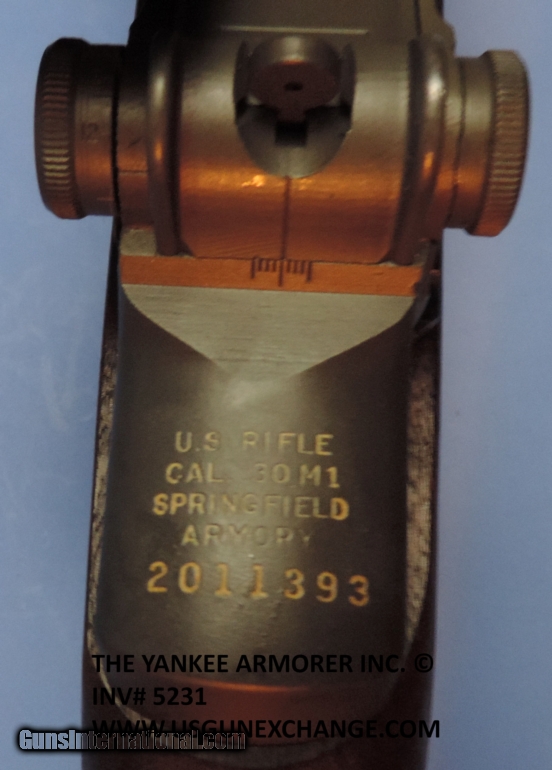 U.S. RIFLE
CAL .30 M1
SPRINGFIELD
ARMORY
2011393
THE YANKEE ARMORER INC. ©
INV# 5231
WWW.USGUNEXCHANGE.COM
GunsInternational.com